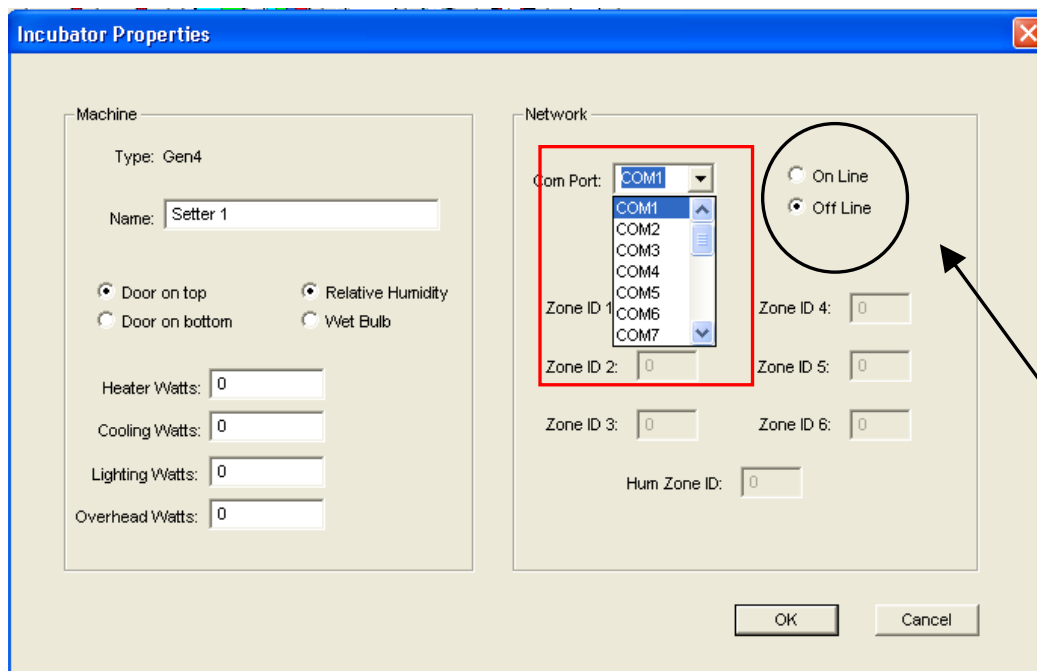 Incubator Properties
Machine
Type: Gen4
Name: Setter 1
Door on top
Relative Humidity
Door on bottom
Wet Bulb
Heater Watts: 0
Cooling Watts: 0
Lighting Watts: 0
Overhead Watts: 0
Network
Com Port: COM1
COM1
COM2
COM3
COM4
COM5
COM6
COM7
On Line
Off Line
Zone ID 1
Zone ID 4: 0
Zone ID 2: 0
Zone ID 5: 0
Zone ID 3: 0
Zone ID 6: 0
Hum Zone ID: 0
OK
Cancel